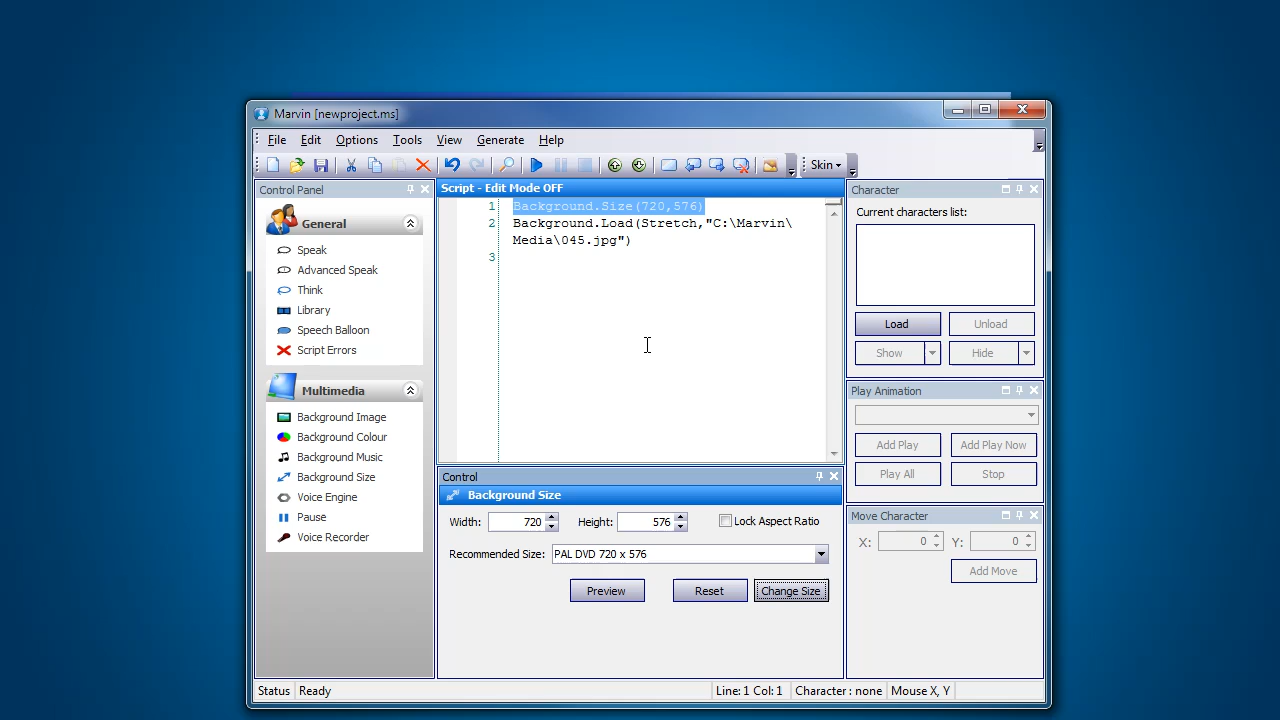 Marvin [newproject.ms]
File Edit Options Tools View Generate Help
Skin
Control Panel
General
Speak
Advanced Speak
Think
Library
Speech Balloon
Script Errors
Multimedia
Background Image
Background Colour
Background Music
Background Size
Voice Engine
Pause
Voice Recorder
Script - Edit Mode OFF
1 Background.Size(720,576)
2 Background.Load(Stretch,"C:\Marvin\
Media\045.jpg")
3
Control
Background Size
Width: 720 Height: 576 Lock Aspect Ratio
Recommended Size: PAL DVD 720 x 576
Preview Reset Change Size
Character
Current characters list:
Load Unload
Show Hide
Play Animation
Add Play Add Play Now
Play All Stop
Move Character
X: 0 Y: 0
Add Move
Status Ready Line: 1 Col: 1 Character : none Mouse X, Y